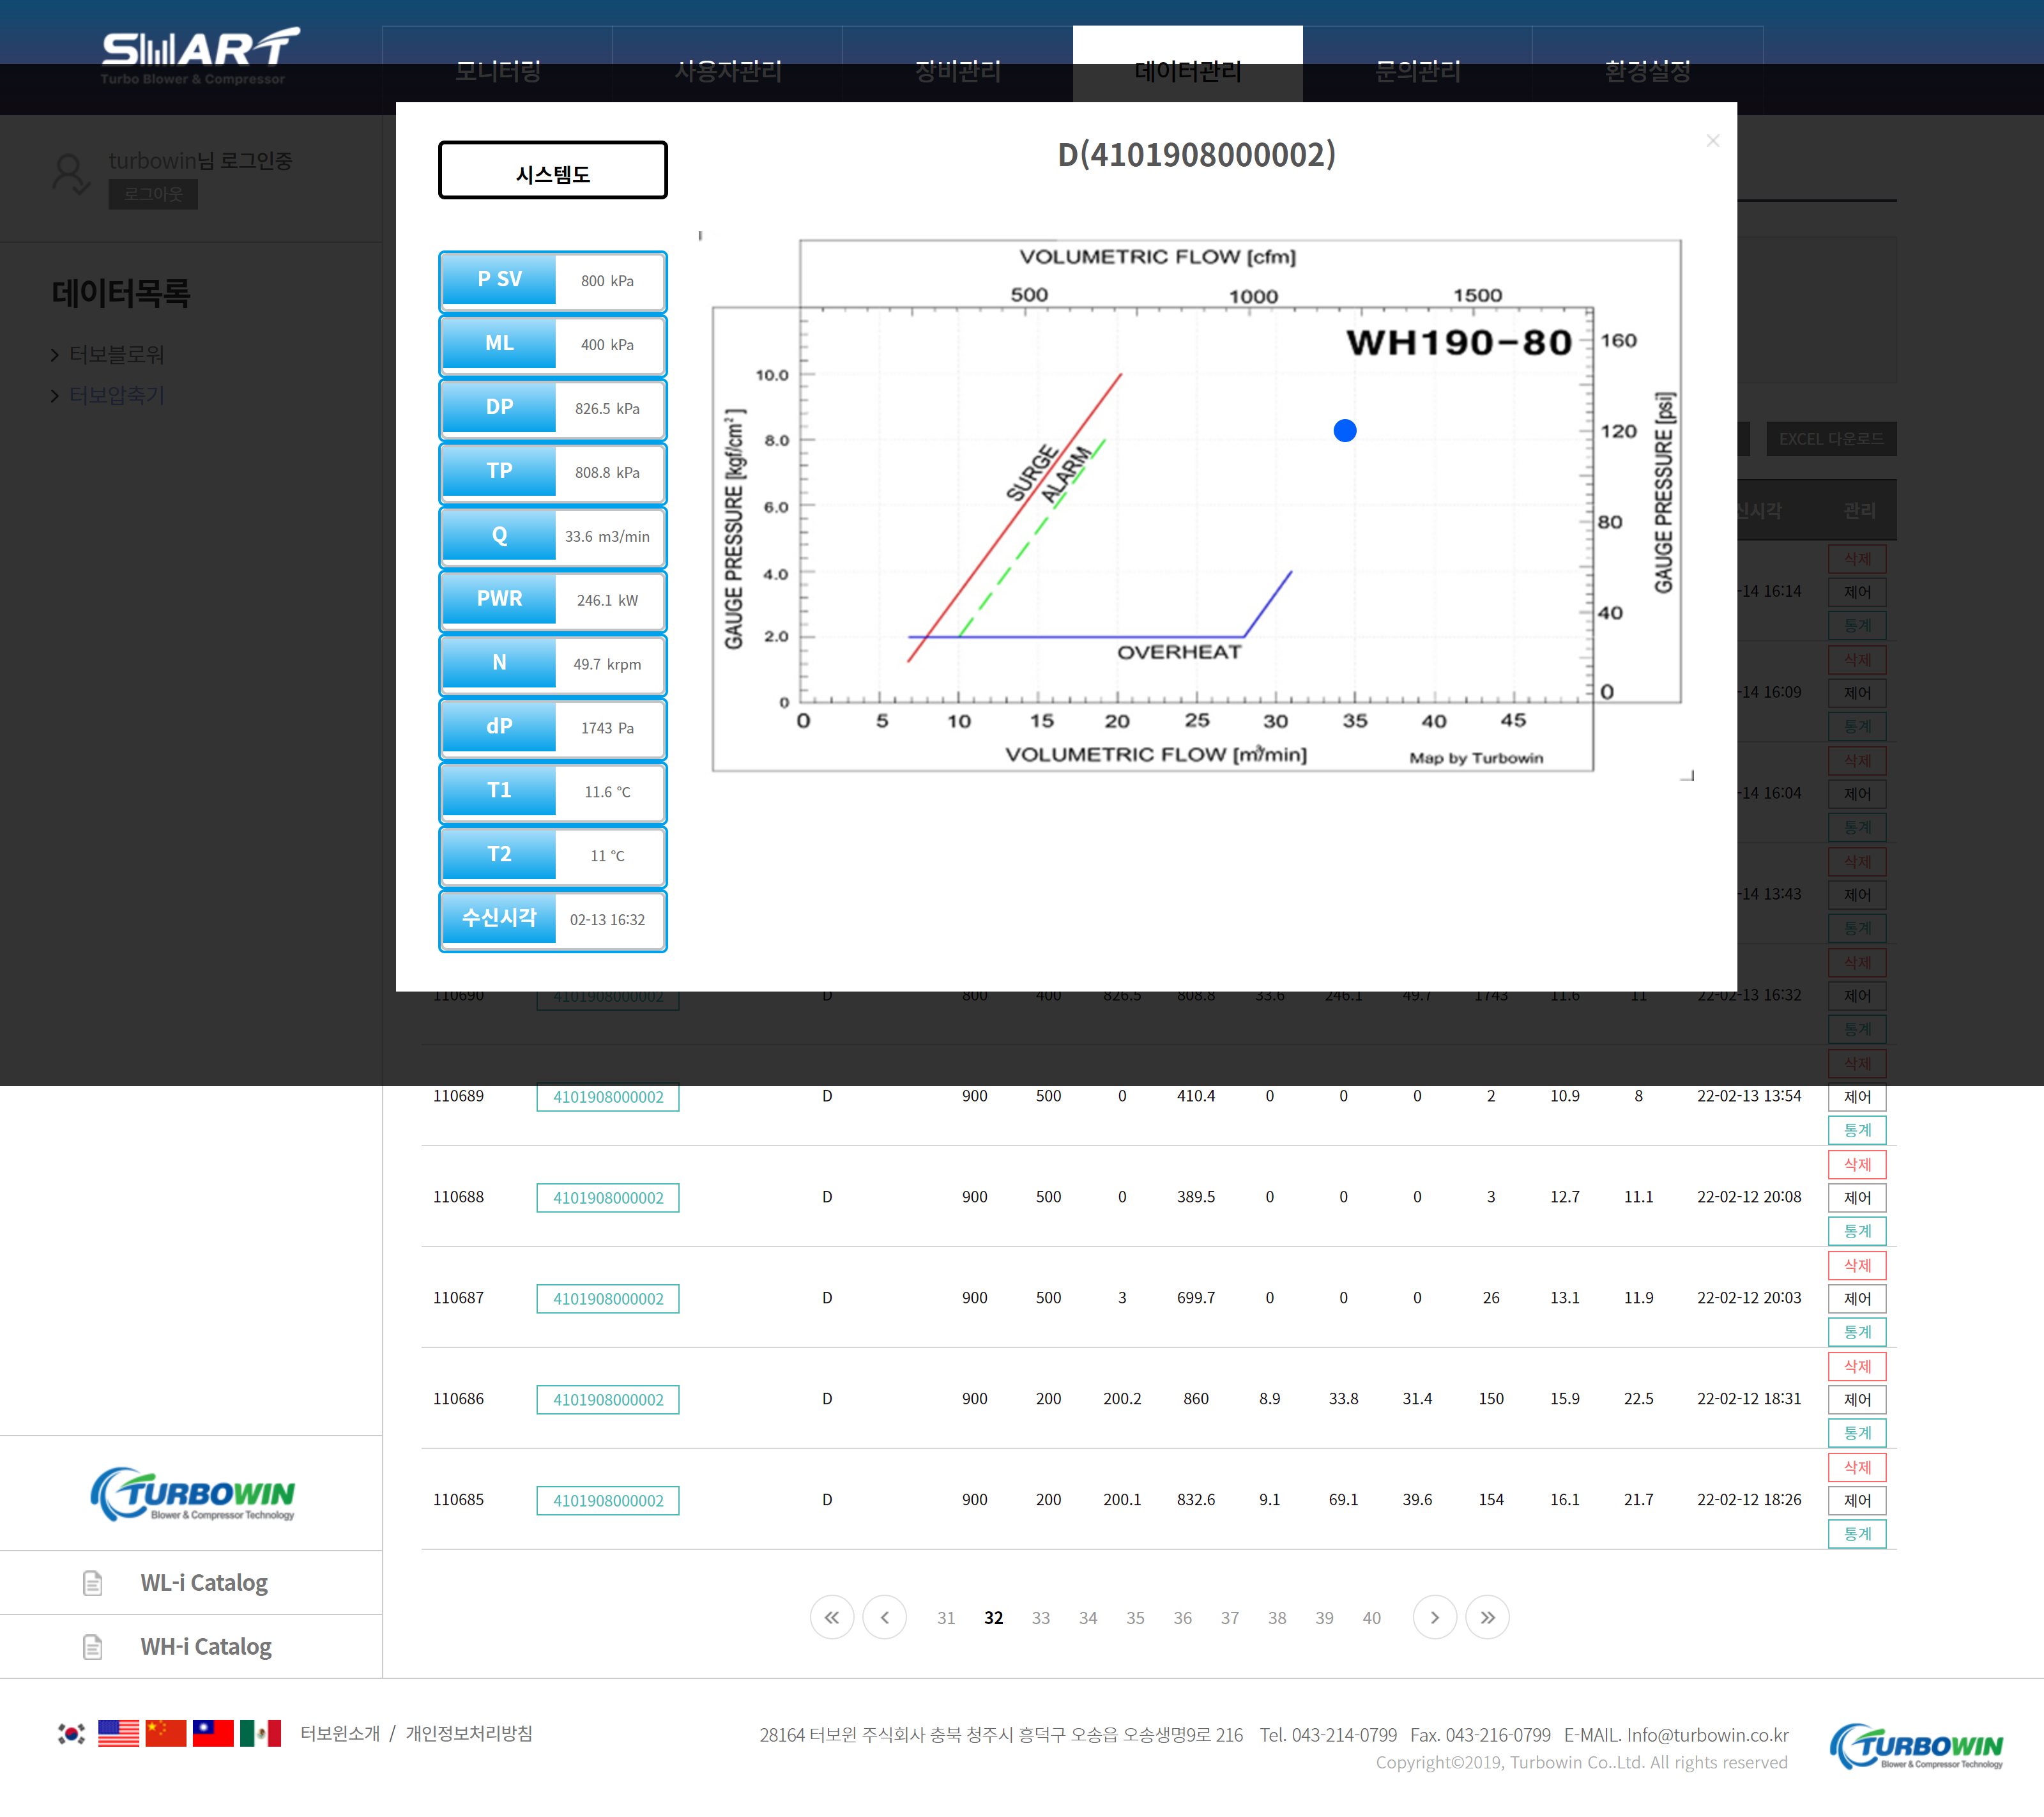 SMART
Turbo Blower & Compressor
모니터링 사용자관리 장비관리 데이터관리 문의관리 환경설정
turbowin님 로그인중
로그아웃
데이터목록
터보블로워
터보압축기
시스템도
D(4101908000002)
×
P SV 800 kPa
ML 400 kPa
DP 826.5 kPa
TP 808.8 kPa
Q 33.6 m3/min
PWR 246.1 kW
N 49.7 krpm
dP 1743 Pa
T1 11.6 ℃
T2 11 ℃
수신시각 02-13 16:32
VOLUMETRIC FLOW [cfm]
500 1000 1500
WH190-80
GAUGE PRESSURE [kgf/cm²]
10.0
8.0
6.0
4.0
2.0
0
SURGE
ALARM
OVERHEAT
160
120
80
40
0
GAUGE PRESSURE [psi]
0 5 10 15 20 25 30 35 40 45
VOLUMETRIC FLOW [m³/min]
Map by Turbowin
EXCEL 다운로드
신시각 관리
삭제
-14 16:14 제어
통계
삭제
-14 16:09 제어
통계
삭제
-14 16:04 제어
통계
삭제
-14 13:43 제어
통계
삭제
110690 4101908000002 D 800 400 826.5 808.8 33.6 246.1 49.7 1743 11.6 11 22-02-13 16:32 제어
통계
삭제
110689 4101908000002 D 900 500 0 410.4 0 0 0 2 10.9 8 22-02-13 13:54 제어
통계
삭제
110688 4101908000002 D 900 500 0 389.5 0 0 0 3 12.7 11.1 22-02-12 20:08 제어
통계
삭제
110687 4101908000002 D 900 500 3 699.7 0 0 0 26 13.1 11.9 22-02-12 20:03 제어
통계
삭제
110686 4101908000002 D 900 200 200.2 860 8.9 33.8 31.4 150 15.9 22.5 22-02-12 18:31 제어
통계
삭제
110685 4101908000002 D 900 200 200.1 832.6 9.1 69.1 39.6 154 16.1 21.7 22-02-12 18:26 제어
통계
31 32 33 34 35 36 37 38 39 40
TURBOWIN
Blower & Compressor Technology
WL-i Catalog
WH-i Catalog
터보윈소개 / 개인정보처리방침
28164 터보윈 주식회사 충북 청주시 흥덕구 오송읍 오송생명9로 216 Tel. 043-214-0799 Fax. 043-216-0799 E-MAIL. Info@turbowin.co.kr
Copyright©2019, Turbowin Co..Ltd. All rights reserved
TURBOWIN
Blower & Compressor Technology